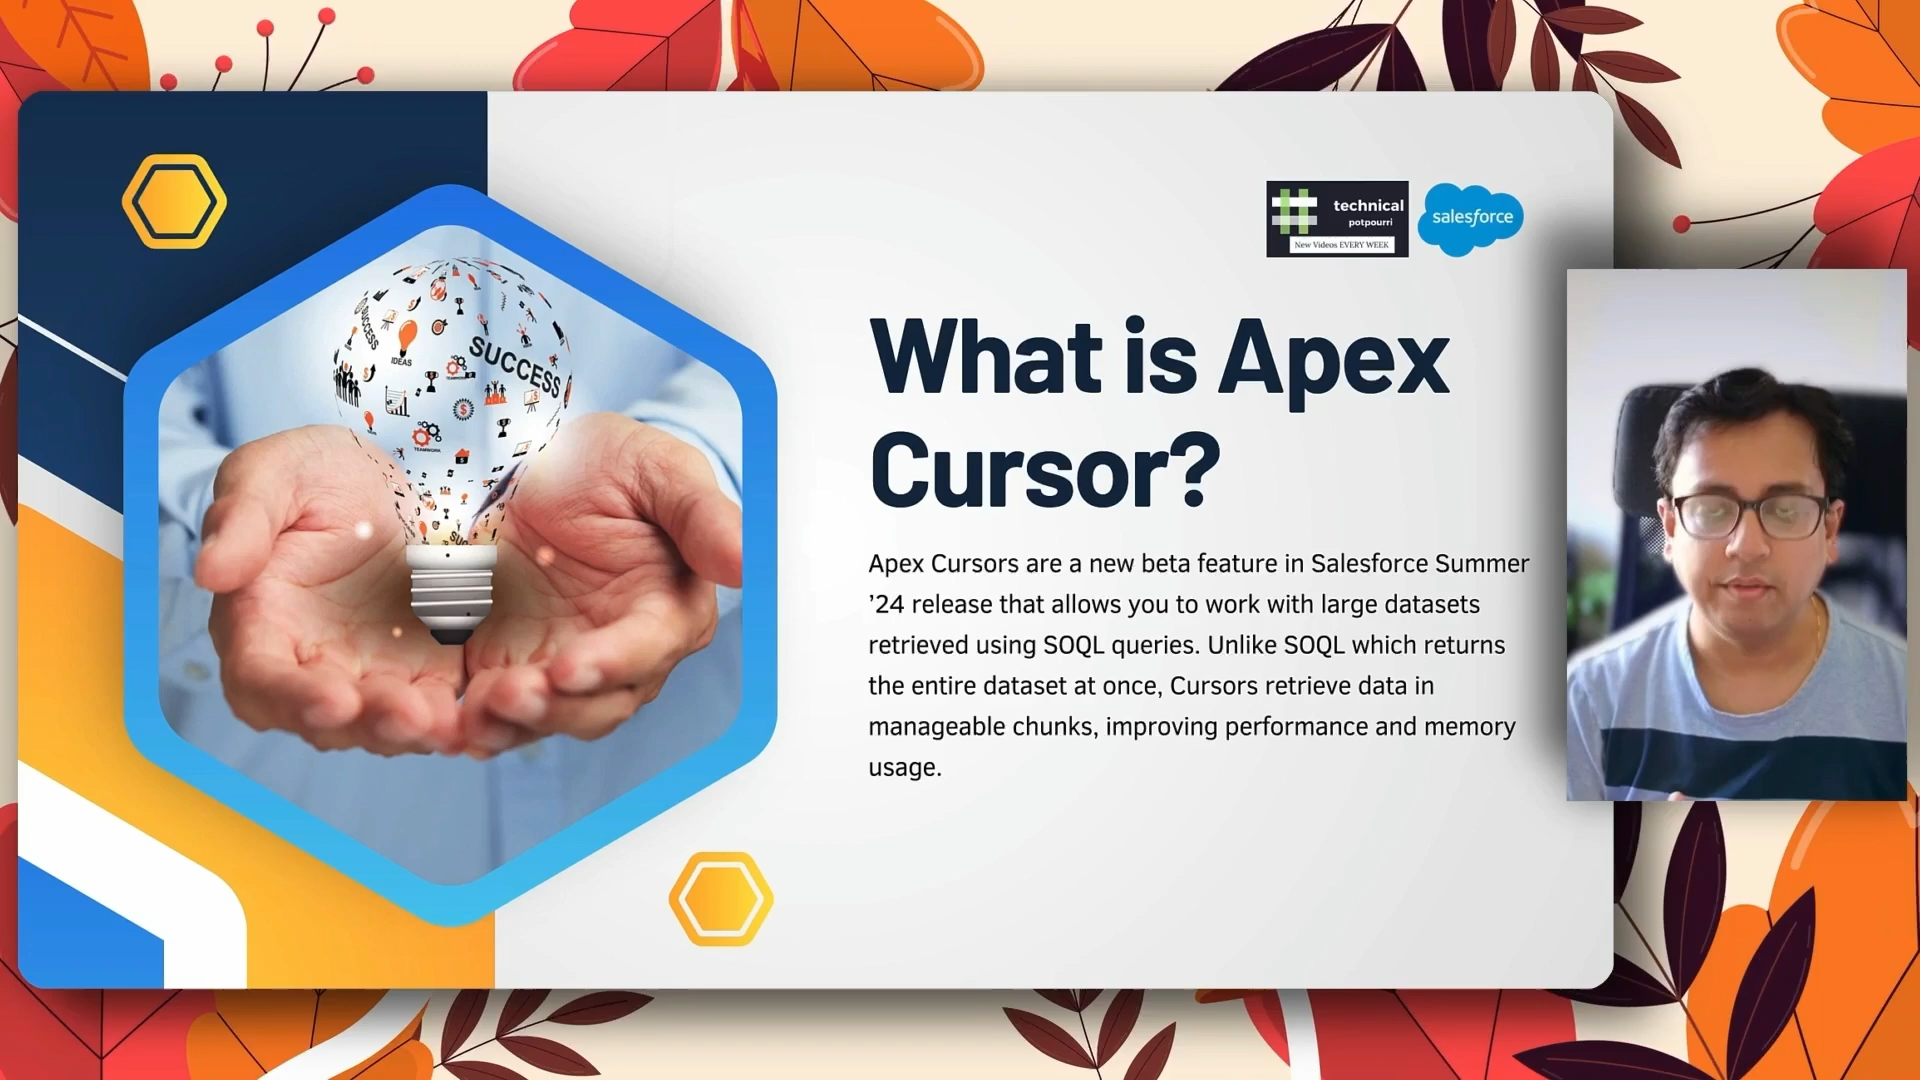 technical
potpourri
New Videos EVERY WEEK
salesforce
What is Apex
Cursor?
Apex Cursors are a new beta feature in Salesforce Summer
’24 release that allows you to work with large datasets
retrieved using SOQL queries. Unlike SOQL which returns
the entire dataset at once, Cursors retrieve data in
manageable chunks, improving performance and memory
usage.
SUCCESS
SUCCESS
IDEAS
TEAMWORK